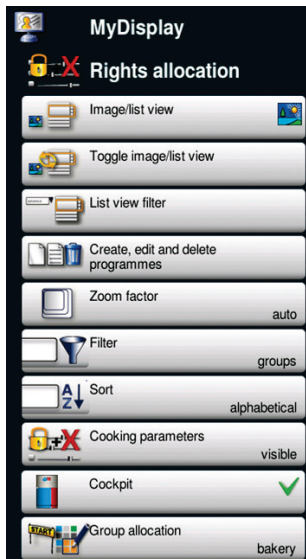 MyDisplay
Rights allocation
Image/list view
Toggle image/list view
List view filter
Create, edit and delete
programmes
Zoom factor
auto
Filter
groups
Sort
A
Z
alphabetical
Cooking parameters
visible
Cockpit
START
Group allocation
bakery